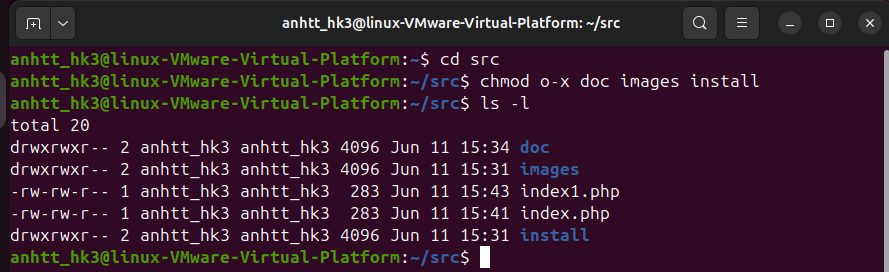 anhtt_hk3@linux-VMware-Virtual-Platform: ~/src
anhtt_hk3@linux-VMware-Virtual-Platform:~$ cd src
anhtt_hk3@linux-VMware-Virtual-Platform:~/src$ chmod o-x doc images install
anhtt_hk3@linux-VMware-Virtual-Platform:~/src$ ls -l
total 20
drwxrwxr-- 2 anhtt_hk3 anhtt_hk3 4096 Jun 11 15:34 doc
drwxrwxr-- 2 anhtt_hk3 anhtt_hk3 4096 Jun 11 15:31 images
-rw-rw-r-- 1 anhtt_hk3 anhtt_hk3  283 Jun 11 15:43 index1.php
-rw-rw-r-- 1 anhtt_hk3 anhtt_hk3  283 Jun 11 15:41 index.php
drwxrwxr-- 2 anhtt_hk3 anhtt_hk3 4096 Jun 11 15:31 install
anhtt_hk3@linux-VMware-Virtual-Platform:~/src$